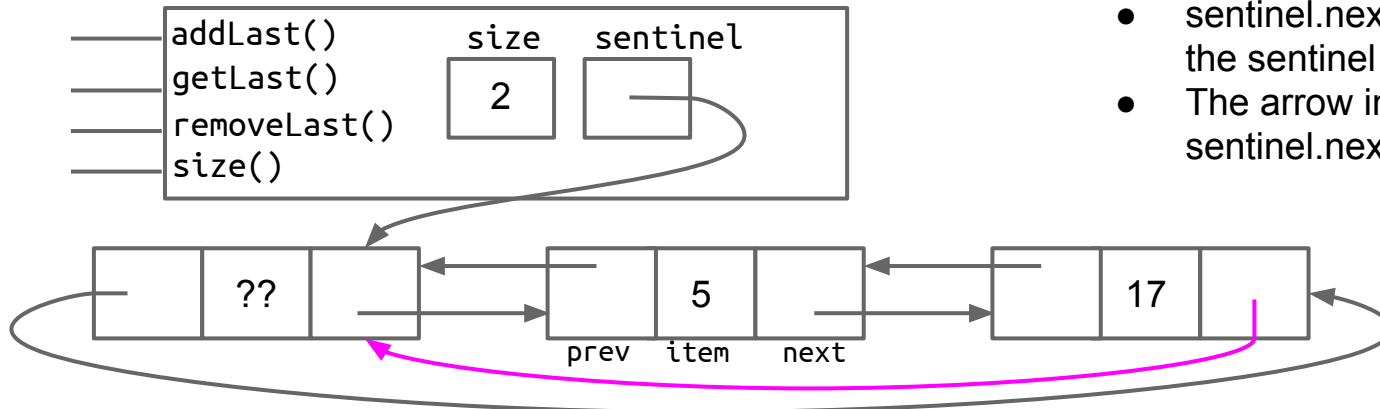 addLast()
getLast()
removeLast()
size()
size sentinel
2
● sentinel.nex
the sentinel
● The arrow i
sentinel.nex
?? 5 17
prev item next